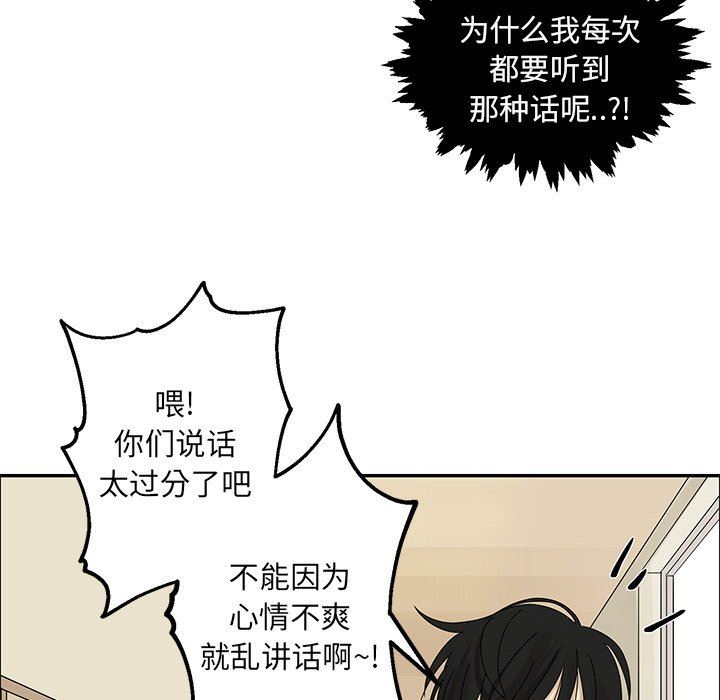 为什么我每次
都要听到
那种话呢..?!
喂!
你们说话
太过分了吧
不能因为
心情不爽
就乱讲话啊~!